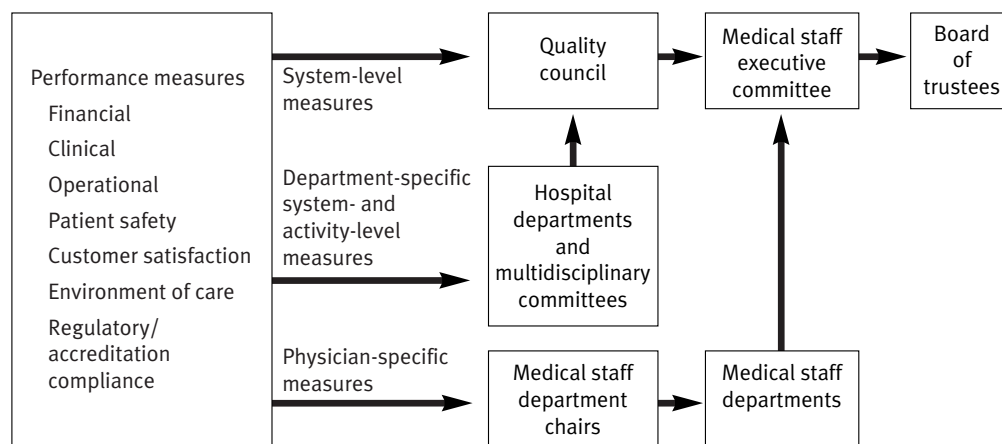 Performance measures
Financial
Clinical
Operational
Patient safety
Customer satisfaction
Environment of care
Regulatory/
accreditation
compliance
System-level
measures
Department-specific
system- and
activity-level
measures
Physician-specific
measures
Quality
council
Hospital
departments
and
multidisciplinary
committees
Medical staff
department
chairs
Medical staff
executive
committee
Medical staff
departments
Board
of
trustees